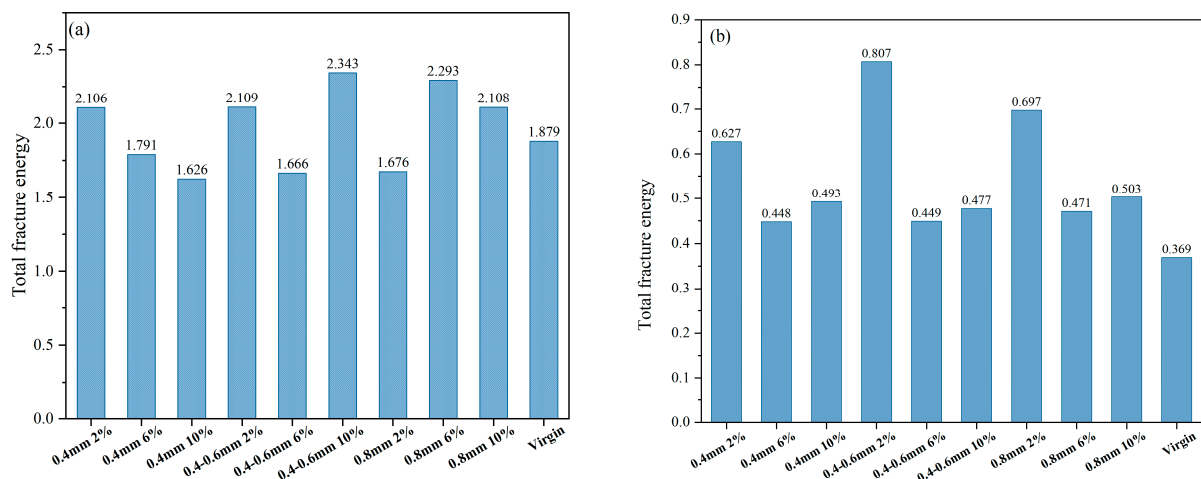 (a)
Total fracture energy
2.5
2.0
1.5
1.0
0.5
0.0
2.106
1.791
1.626
2.109
1.666
2.343
1.676
2.293
2.108
1.879
0.4mm 2%
0.4mm 6%
0.4mm 10%
0.4-0.6mm 2%
0.4-0.6mm 6%
0.4-0.6mm 10%
0.8mm 2%
0.8mm 6%
0.8mm 10%
Virgin
(b)
Total fracture energy
0.9
0.8
0.7
0.6
0.5
0.4
0.3
0.2
0.1
0.0
0.627
0.448
0.493
0.807
0.449
0.477
0.697
0.471
0.503
0.369
0.4mm 2%
0.4mm 6%
0.4mm 10%
0.4-0.6mm 2%
0.4-0.6mm 6%
0.4-0.6mm 10%
0.8mm 2%
0.8mm 6%
0.8mm 10%
Virgin